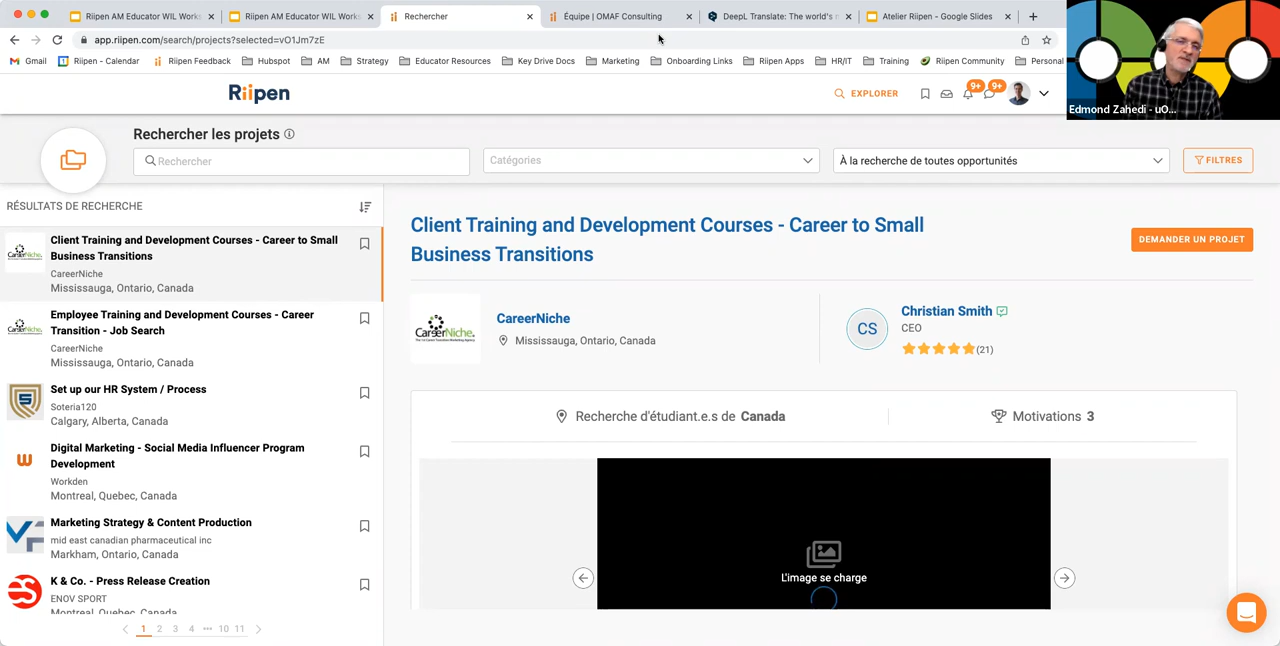 Riipen AM Educator WIL Works
Riipen AM Educator WIL Works
Rechercher
Équipe | OMAF Consulting
DeepL Translate: The world's
Atelier Riipen - Google Slides
app.riipen.com/search/projects?selected=vO1Jm7zE
Gmail
Riipen - Calendar
Riipen Feedback
Hubspot
AM
Strategy
Educator Resources
Key Drive Docs
Marketing
Onboarding Links
Riipen Apps
HR/IT
Training
Riipen Community
Personal
Riipen
EXPLORER
9+
9+
Edmond Zahedi - uO...
Rechercher les projets
Rechercher
Catégories
À la recherche de toutes opportunités
FILTRES
RÉSULTATS DE RECHERCHE
Client Training and Development Courses - Career to Small
Business Transitions
CareerNiche
Mississauga, Ontario, Canada
Employee Training and Development Courses - Career
Transition - Job Search
CareerNiche
Mississauga, Ontario, Canada
Set up our HR System / Process
Soteria120
Calgary, Alberta, Canada
Digital Marketing - Social Media Influencer Program
Development
Workden
Montreal, Quebec, Canada
Marketing Strategy & Content Production
mid east canadian pharmaceutical inc
Markham, Ontario, Canada
K & Co. - Press Release Creation
ENOV SPORT
Montreal, Quebec, Canada
1 2 3 4 ••• 10 11
Client Training and Development Courses - Career to Small
Business Transitions
DEMANDER UN PROJET
CareerNiche.
CareerNiche
Mississauga, Ontario, Canada
CS
Christian Smith
CEO
(21)
Recherche d'étudiant.e.s de Canada
Motivations 3
L'image se charge